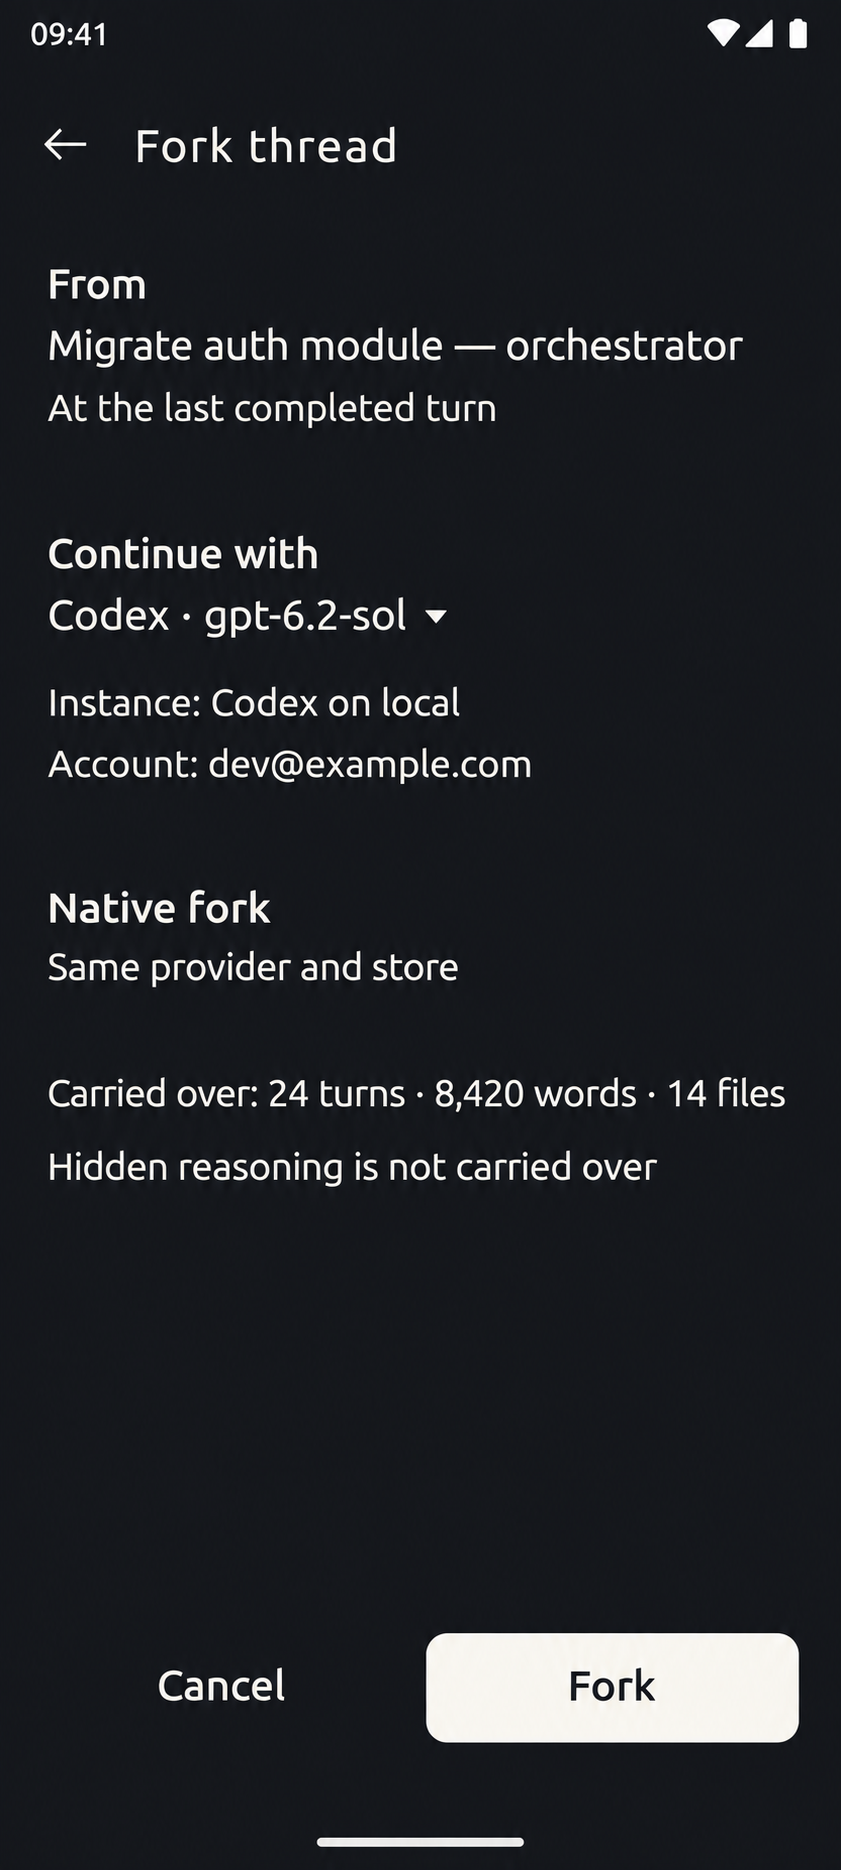 09:41
Fork thread
From
Migrate auth module — orchestrator
At the last completed turn
Continue with
Codex · gpt-6.2-sol
Instance: Codex on local
Account: dev@example.com
Native fork
Same provider and store
Carried over: 24 turns · 8,420 words · 14 files
Hidden reasoning is not carried over
Cancel
Fork